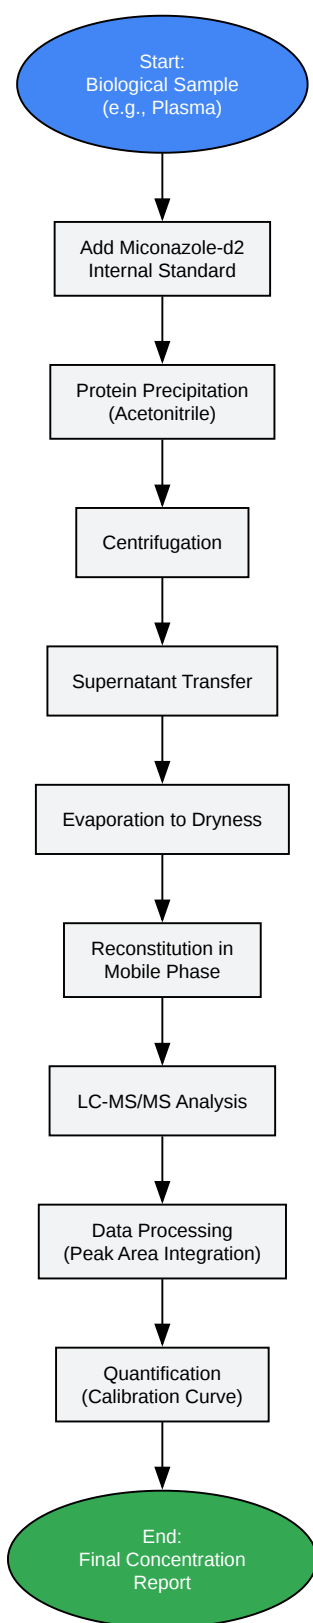 Start:
Biological Sample
(e.g., Plasma)
Add Miconazole-d2
Internal Standard
Protein Precipitation
(Acetonitrile)
Centrifugation
Supernatant Transfer
Evaporation to Dryness
Reconstitution in
Mobile Phase
LC-MS/MS Analysis
Data Processing
(Peak Area Integration)
Quantification
(Calibration Curve)
End:
Final Concentration
Report